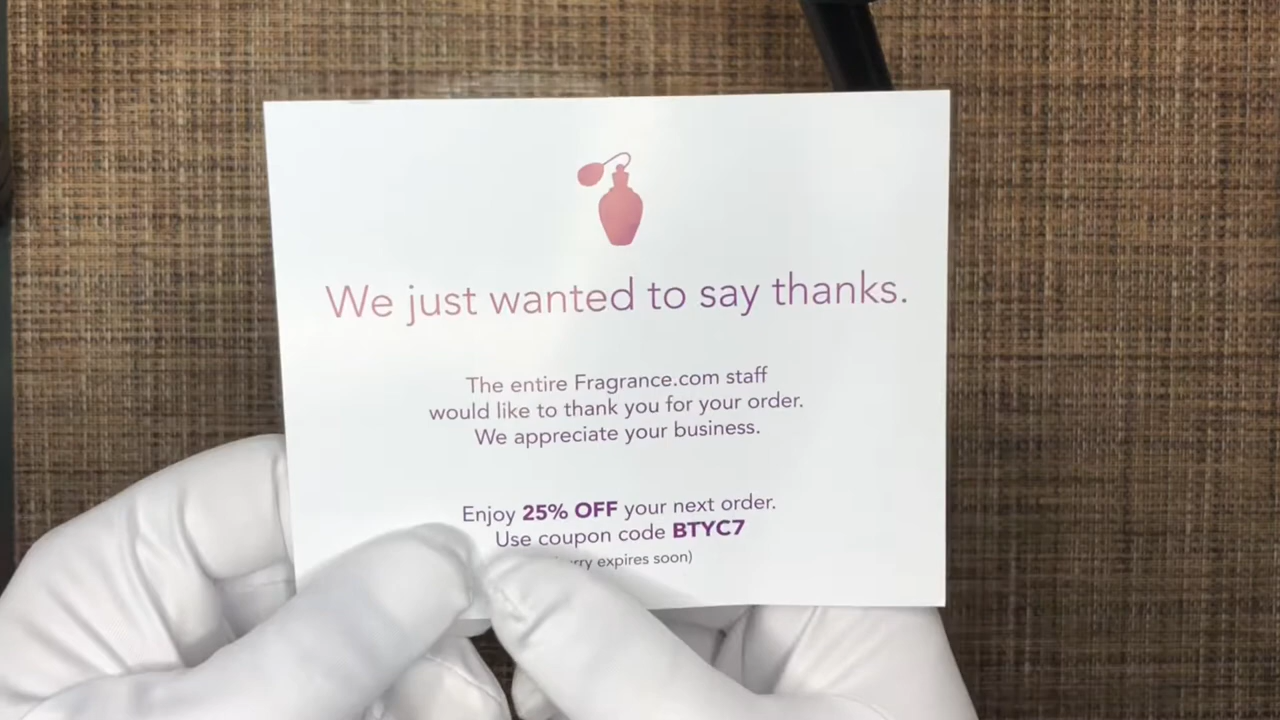 We just wanted to say thanks.
The entire Fragrance.com staff
would like to thank you for your order.
We appreciate your business.
Enjoy 25% OFF your next order.
Use coupon code BTYC7
expires soon)